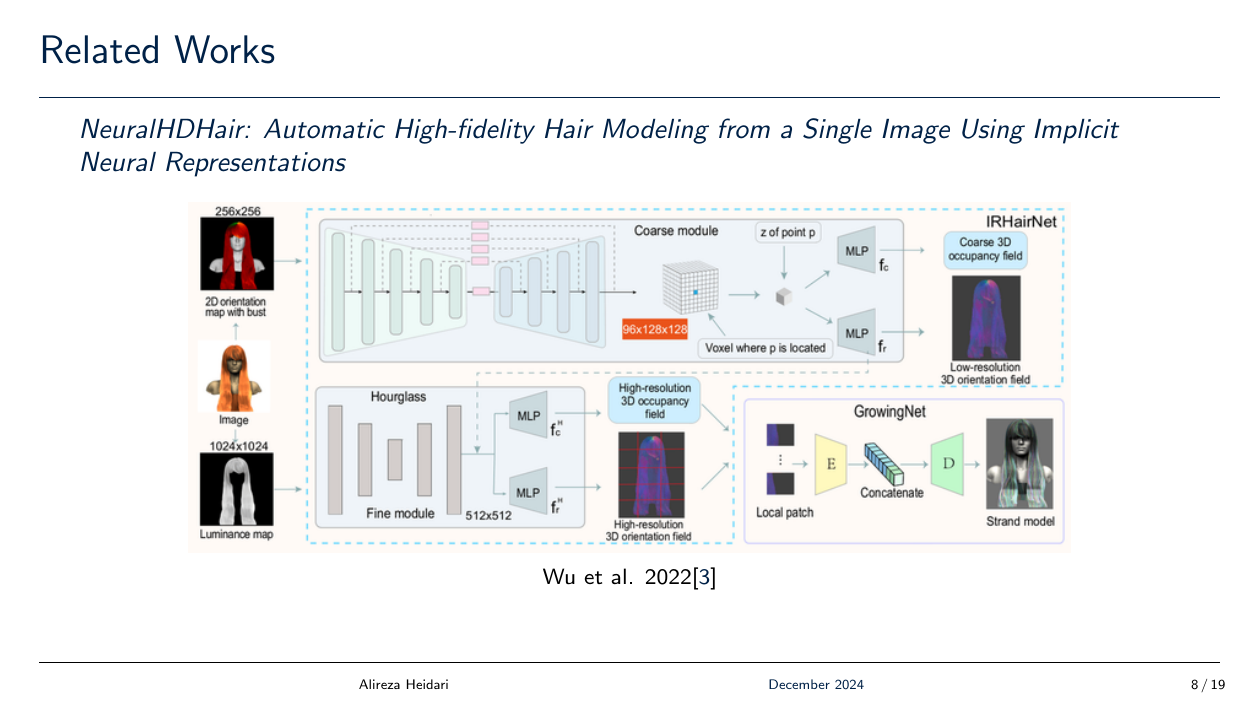 Related Works
NeuralHDHair: Automatic High-fidelity Hair Modeling from a Single Image Using Implicit
Neural Representations
256x256
2D orientation
map with bust
Image
1024x1024
Luminance map
IRHairNet
Coarse module
z of point p
MLP
fc
MLP
fr
96x128x128
Voxel where p is located
Coarse 3D
occupancy field
Low-resolution
3D orientation field
Hourglass
Fine module
512x512
MLP
fcH
MLP
frH
High-resolution
3D occupancy
field
High-resolution
3D orientation field
GrowingNet
Local patch
E
Concatenate
D
Strand model
Wu et al. 2022[3]
Alireza Heidari
December 2024
8 / 19